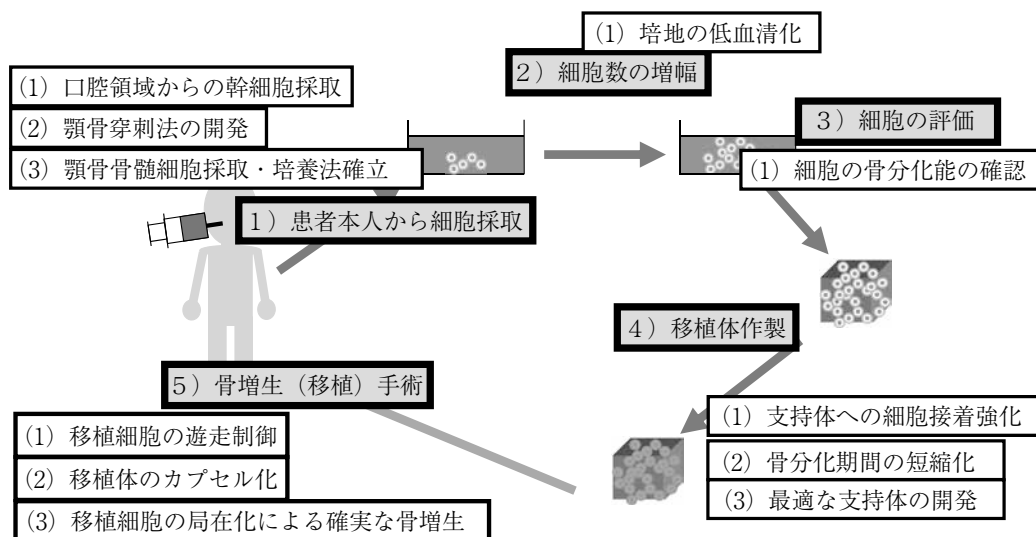 １）患者本人から細胞採取
(1) 口腔領域からの幹細胞採取
(2) 顎骨穿刺法の開発
(3) 顎骨骨髄細胞採取・培養法確立
２）細胞数の増幅
(1) 培地の低血清化
３）細胞の評価
(1) 細胞の骨分化能の確認
４）移植体作製
(1) 支持体への細胞接着強化
(2) 骨分化期間の短縮化
(3) 最適な支持体の開発
５）骨増生（移植）手術
(1) 移植細胞の遊走制御
(2) 移植体のカプセル化
(3) 移植細胞の局在化による確実な骨増生